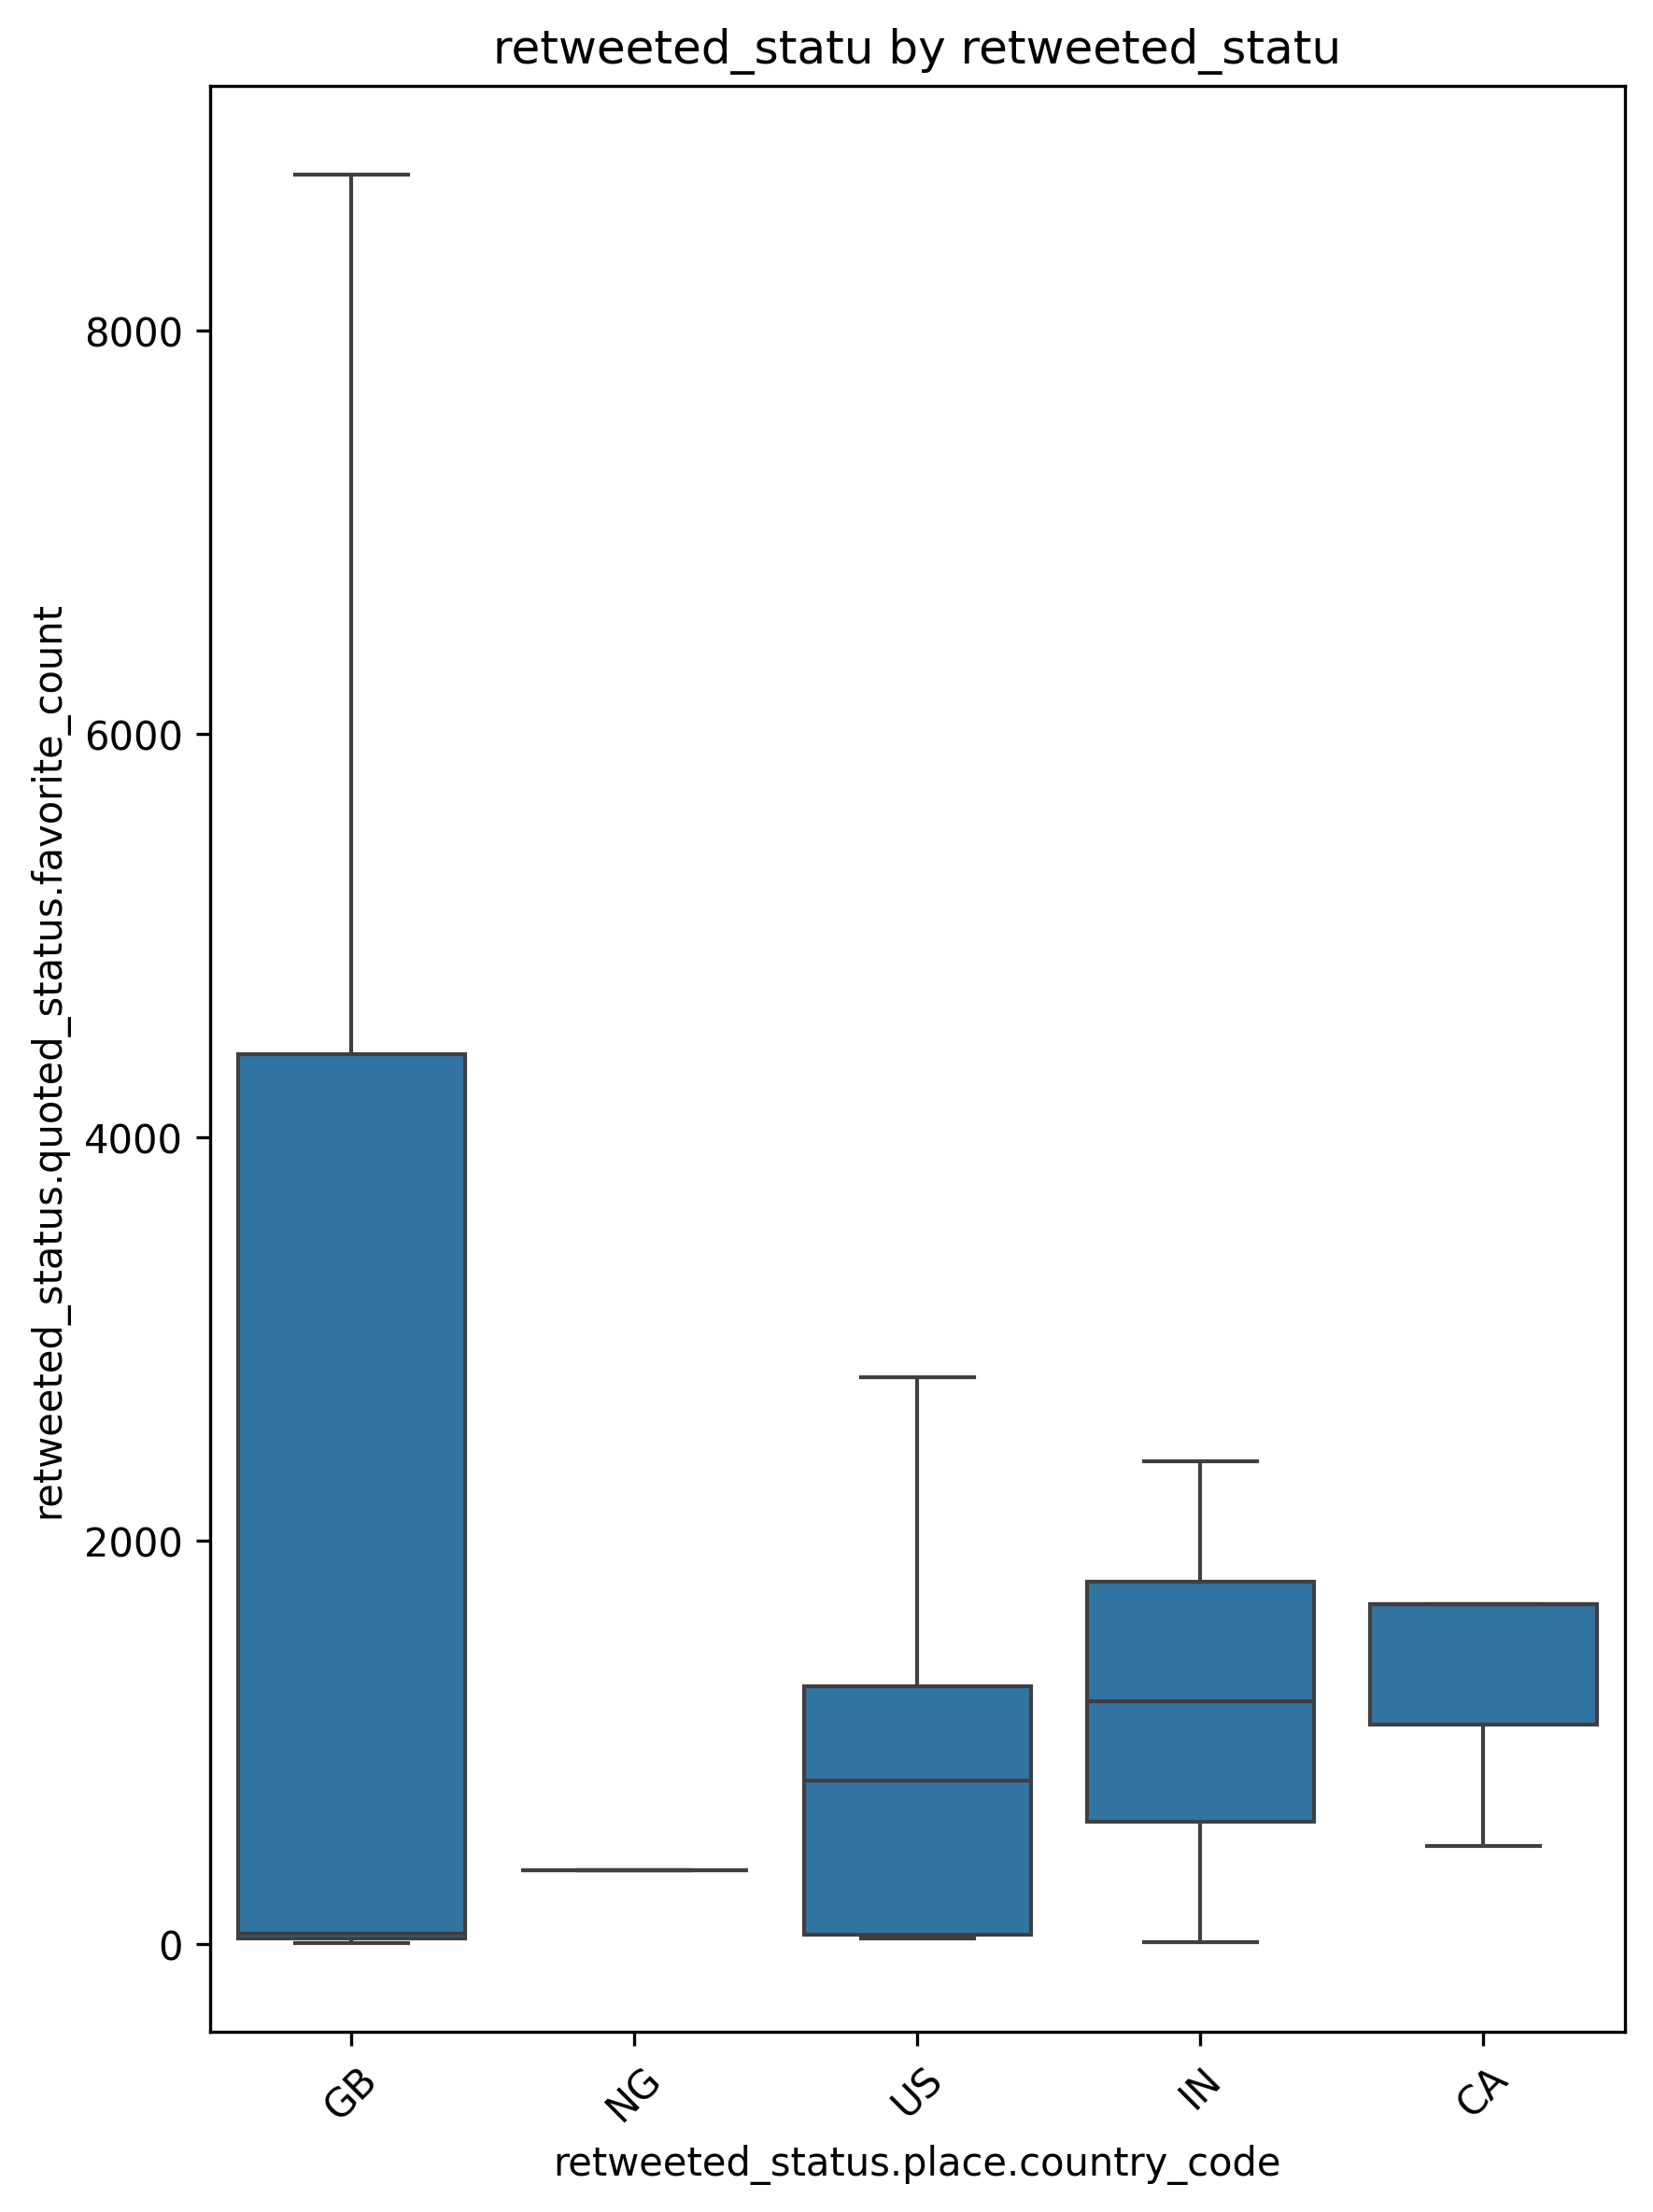 retweeted_statu by retweeted_statu
retweeted_status.quoted_status.favorite_count
8000
6000
4000
2000
0
GB
NG
US
IN
CA
retweeted_status.place.country_code